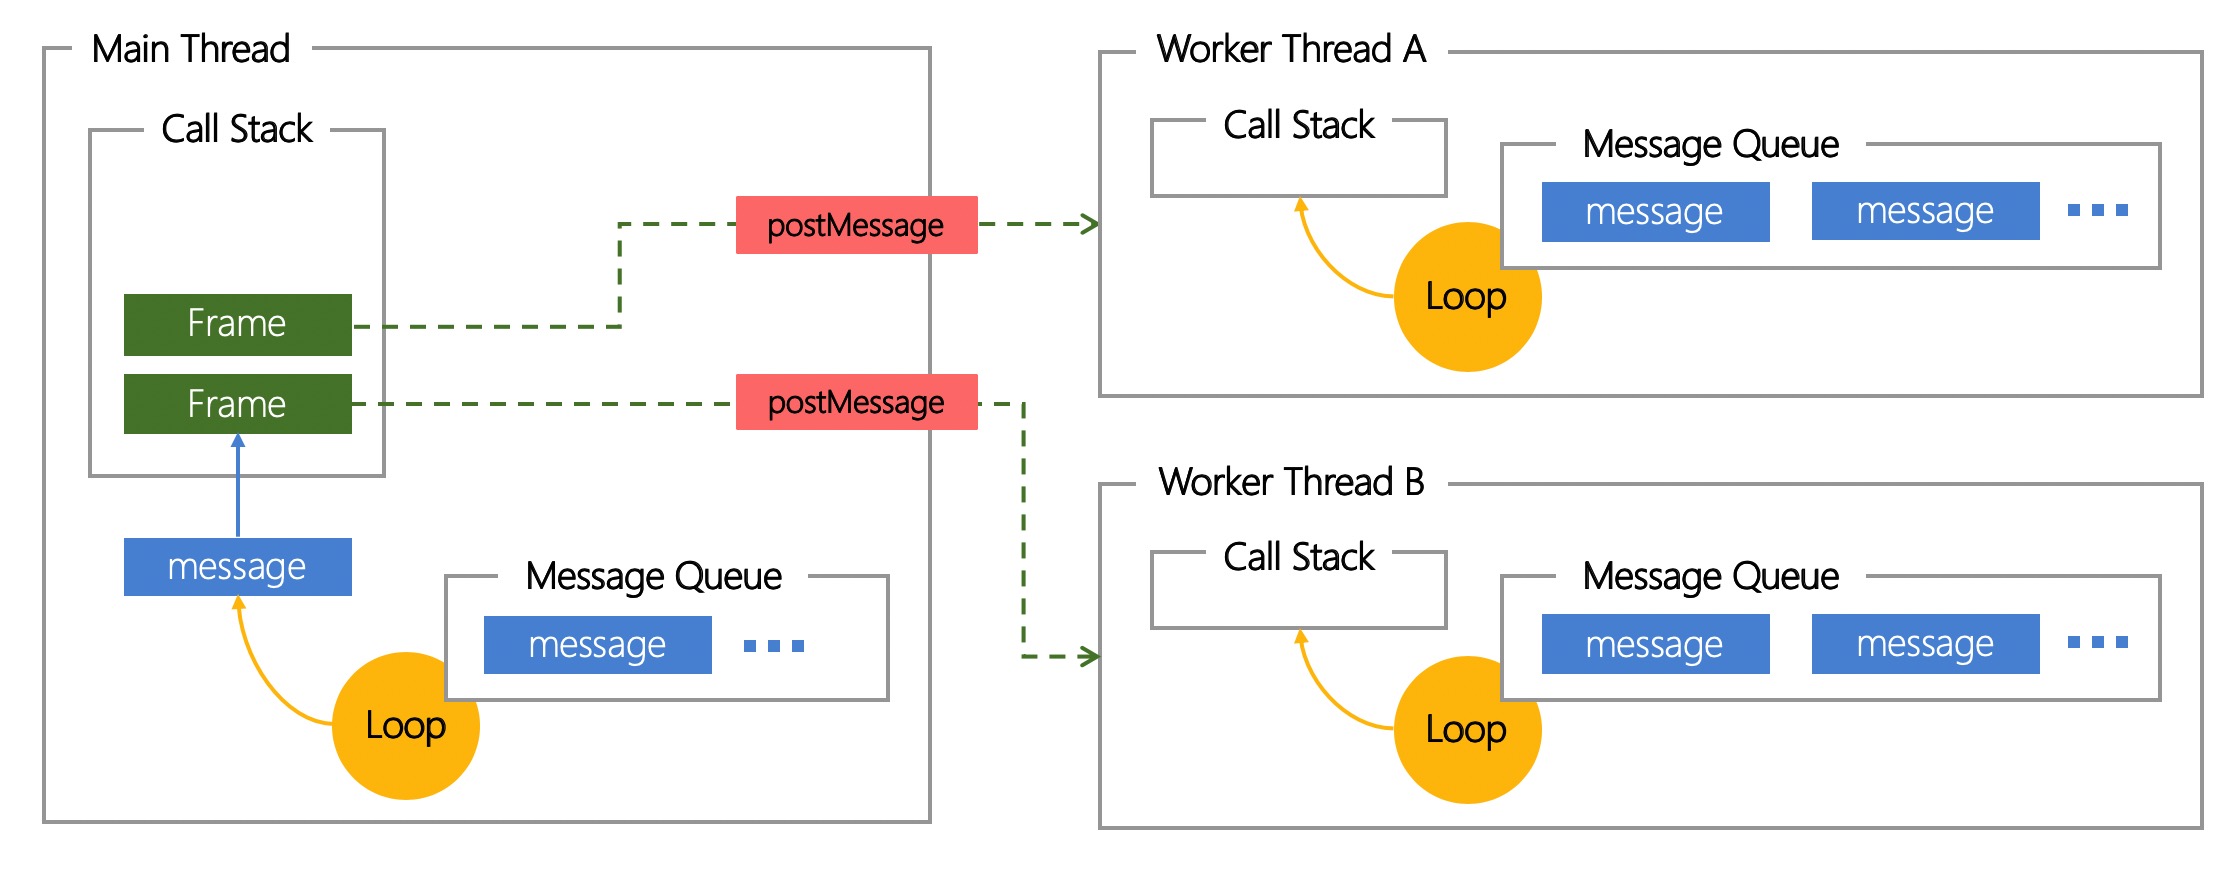 Main Thread
Call Stack
Frame
Frame
message
Loop
Message Queue
message
postMessage
postMessage
Worker Thread A
Call Stack
Loop
Message Queue
message message
Worker Thread B
Call Stack
Loop
Message Queue
message message